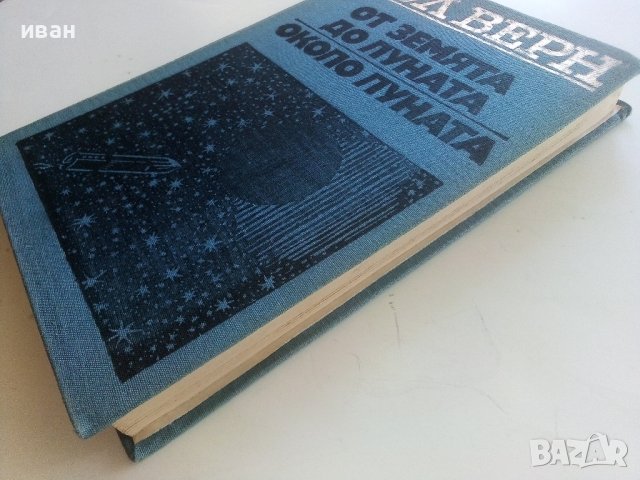 иван
Л ВЕРН
ОТ ЗЕМЯТА
ДО ЛУНАТА
ОКОЛО ЛУНАТА
BAZAR